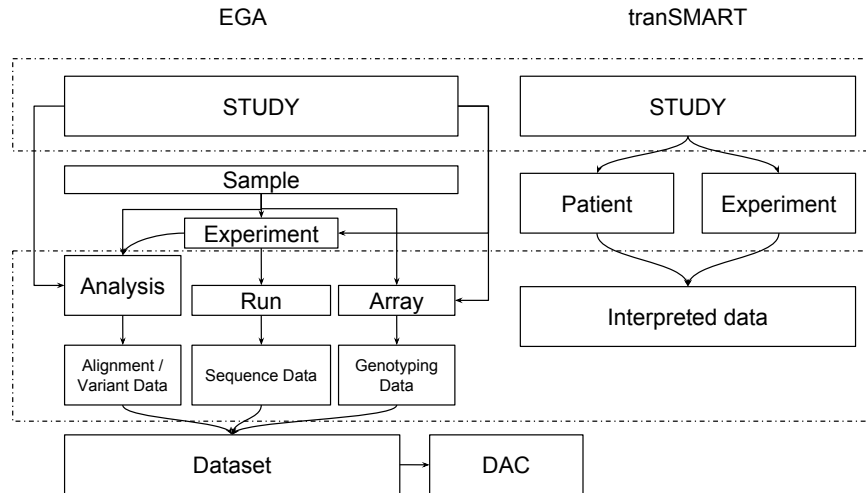 EGA
tranSMART
STUDY
STUDY
Sample
Patient
Experiment
Experiment
Analysis
Run
Array
Interpreted data
Alignment /
Variant Data
Sequence Data
Genotyping
Data
Dataset
DAC